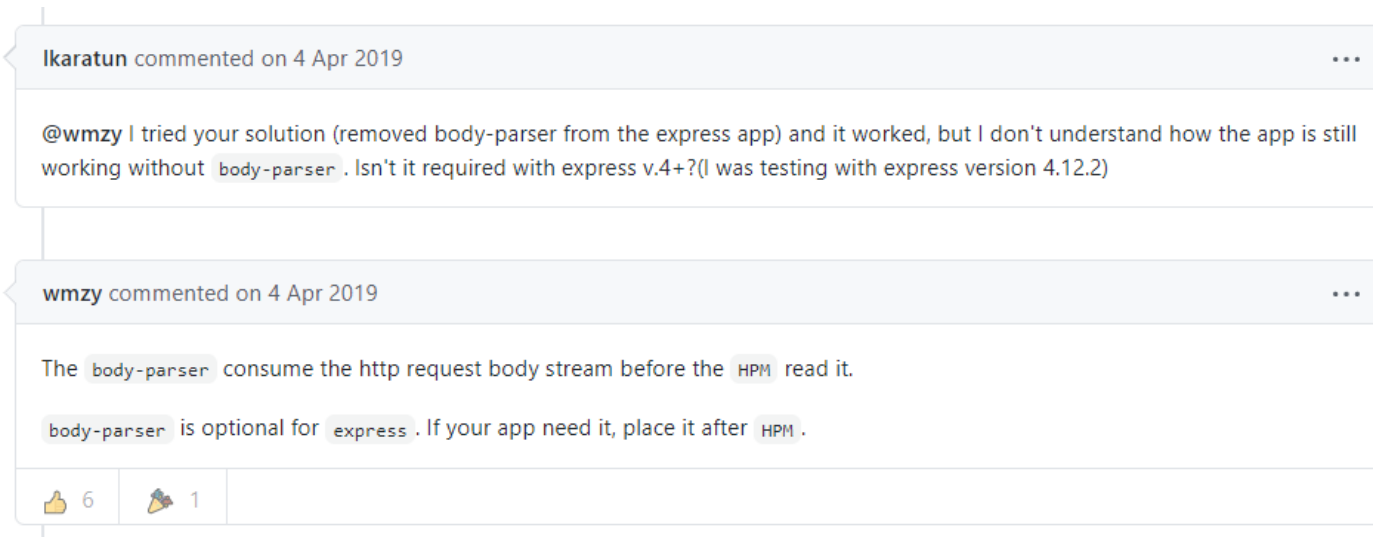 lkaratun commented on 4 Apr 2019
@wmzy I tried your solution (removed body-parser from the express app) and it worked, but I don't understand how the app is still
working without body-parser. Isn't it required with express v.4+?(I was testing with express version 4.12.2)
wmzy commented on 4 Apr 2019
The body-parser consume the http request body stream before the HPM read it.
body-parser is optional for express. If your app need it, place it after HPM.
6 1